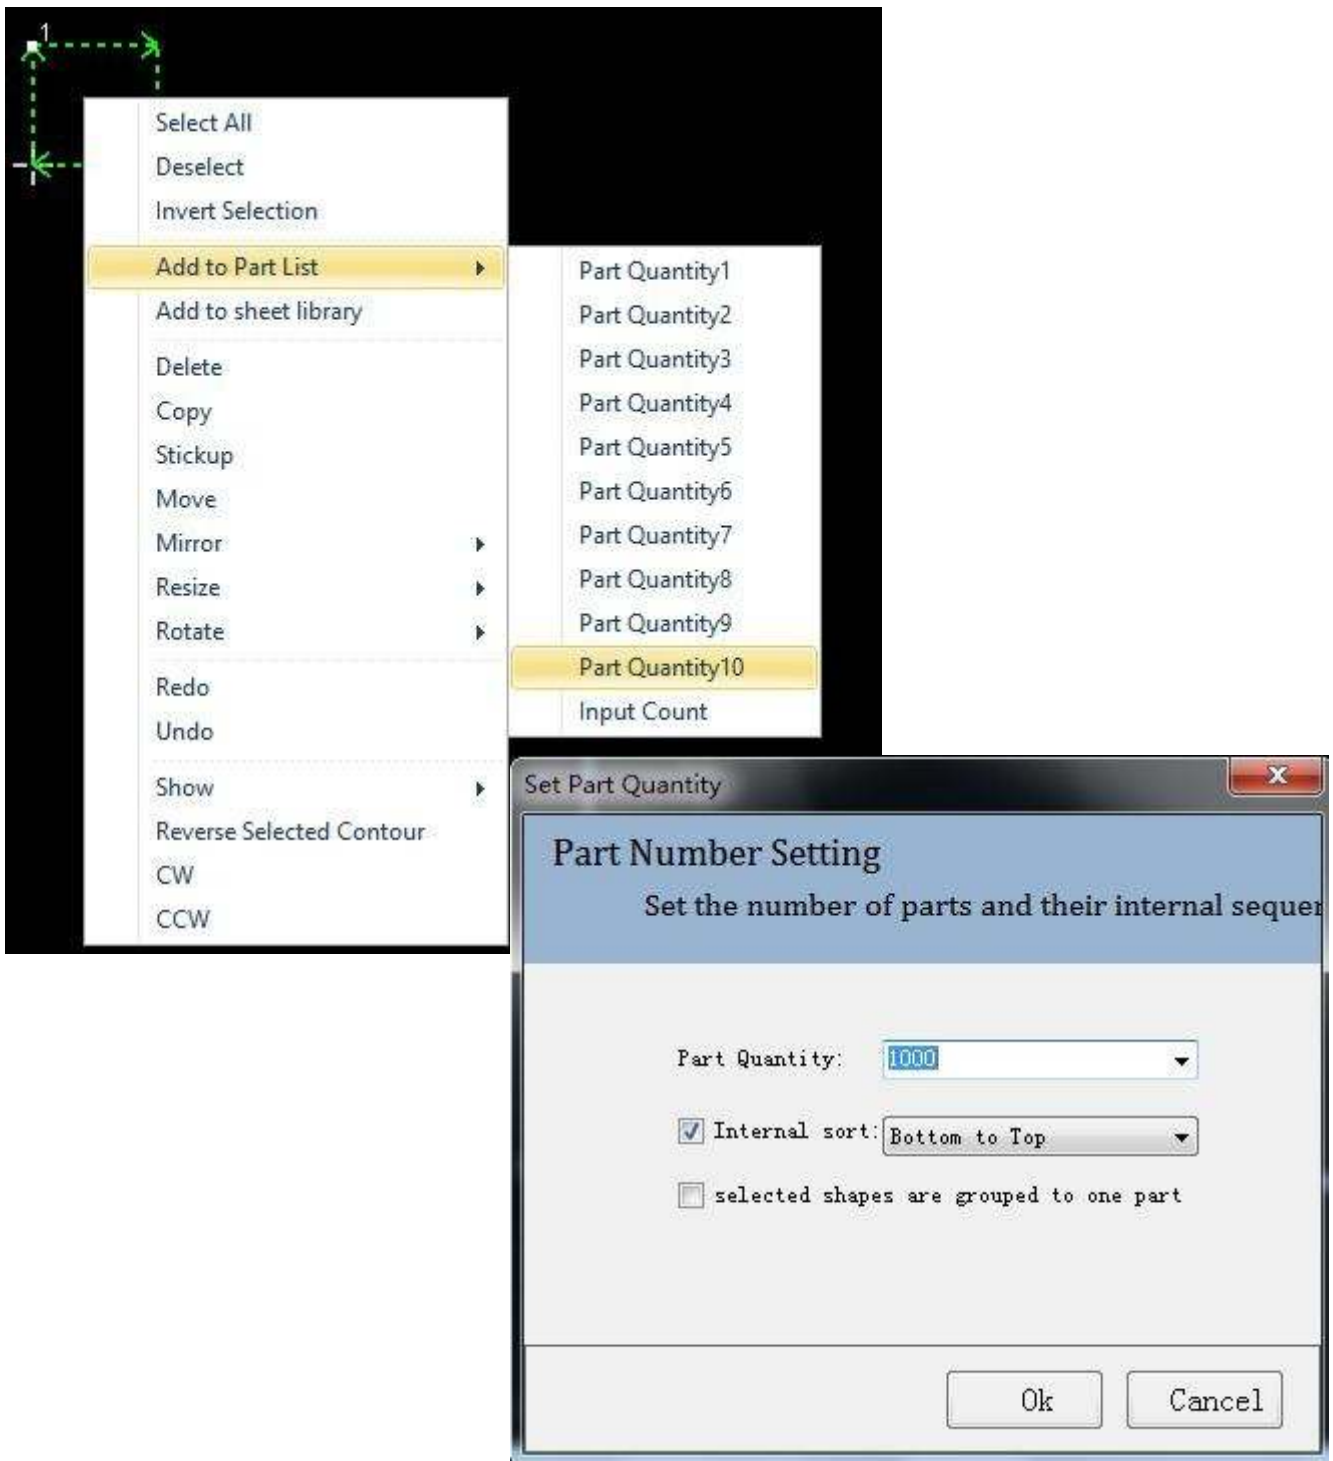 1
Select All
Deselect
Invert Selection
Add to Part List
Add to sheet library
Delete
Copy
Stickup
Move
Mirror
Resize
Rotate
Redo
Undo
Show
Reverse Selected Contour
CW
CCW
Part Quantity1
Part Quantity2
Part Quantity3
Part Quantity4
Part Quantity5
Part Quantity6
Part Quantity7
Part Quantity8
Part Quantity9
Part Quantity10
Input Count
Set Part Quantity
Part Number Setting
Set the number of parts and their internal sequer
Part Quantity: 1000
Internal sort: Bottom to Top
selected shapes are grouped to one part
Ok Cancel